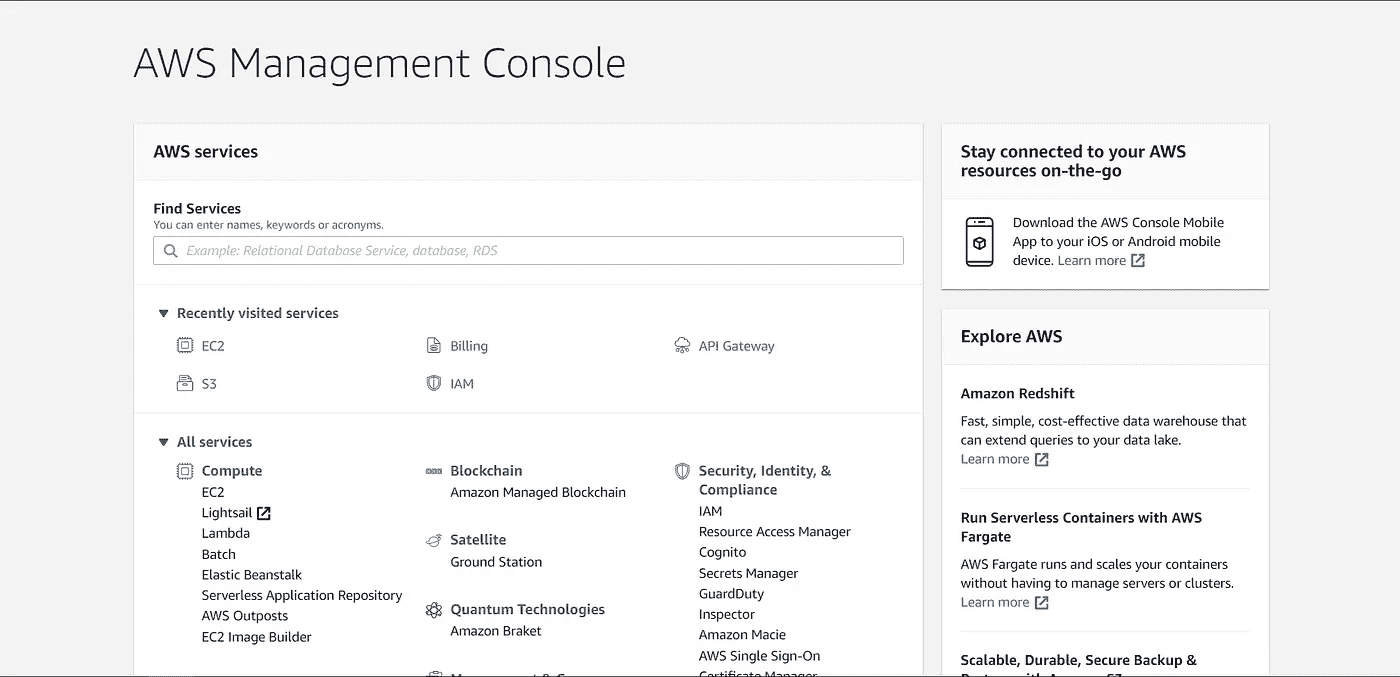 AWS Management Console
AWS services
Find Services
You can enter names, keywords or acronyms.
Example: Relational Database Service, database, RDS
Recently visited services
EC2
Billing
API Gateway
S3
IAM
All services
Compute
EC2
Lightsail
Lambda
Batch
Elastic Beanstalk
Serverless Application Repository
AWS Outposts
EC2 Image Builder
Blockchain
Amazon Managed Blockchain
Satellite
Ground Station
Quantum Technologies
Amazon Braket
Security, Identity, &
Compliance
IAM
Resource Access Manager
Cognito
Secrets Manager
GuardDuty
Inspector
Amazon Macie
AWS Single Sign-On
Certificate Manager
Stay connected to your AWS
resources on-the-go
Download the AWS Console Mobile
App to your iOS or Android mobile
device. Learn more
Explore AWS
Amazon Redshift
Fast, simple, cost-effective data warehouse that
can extend queries to your data lake.
Learn more
Run Serverless Containers with AWS
Fargate
AWS Fargate runs and scales your containers
without having to manage servers or clusters.
Learn more
Scalable, Durable, Secure Backup &